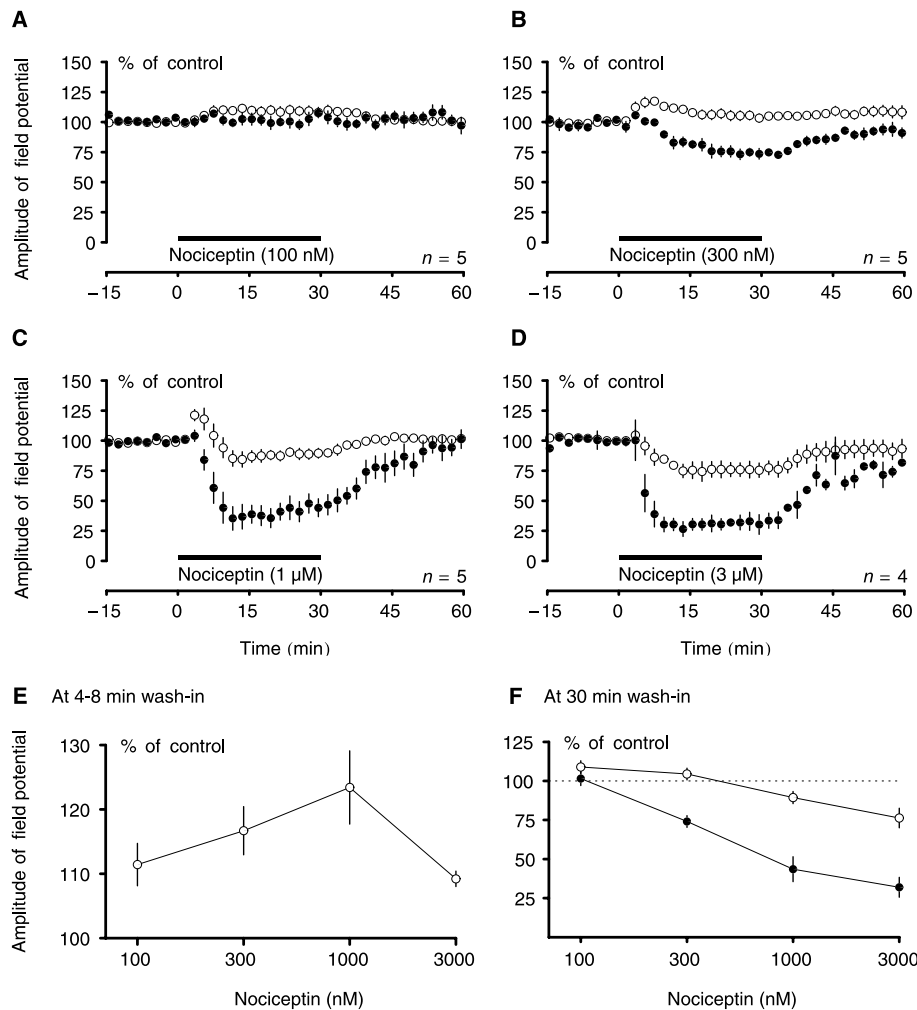 A
B
% of control
% of control
150
125
100
75
50
25
0
Amplitude of field potential
150
125
100
75
50
25
0
Nociceptin (100 nM)
n = 5
Nociceptin (300 nM)
n = 5
−15 0 15 30 45 60
−15 0 15 30 45 60
C
D
% of control
% of control
150
125
100
75
50
25
0
Amplitude of field potential
150
125
100
75
50
25
0
Nociceptin (1 µM)
n = 5
Nociceptin (3 µM)
n = 4
−15 0 15 30 45 60
−15 0 15 30 45 60
Time (min)
Time (min)
E At 4-8 min wash-in
F At 30 min wash-in
% of control
130
120
110
100
Amplitude of field potential
% of control
125
100
75
50
25
100 300 1000 3000
100 300 1000 3000
Nociceptin (nM)
Nociceptin (nM)